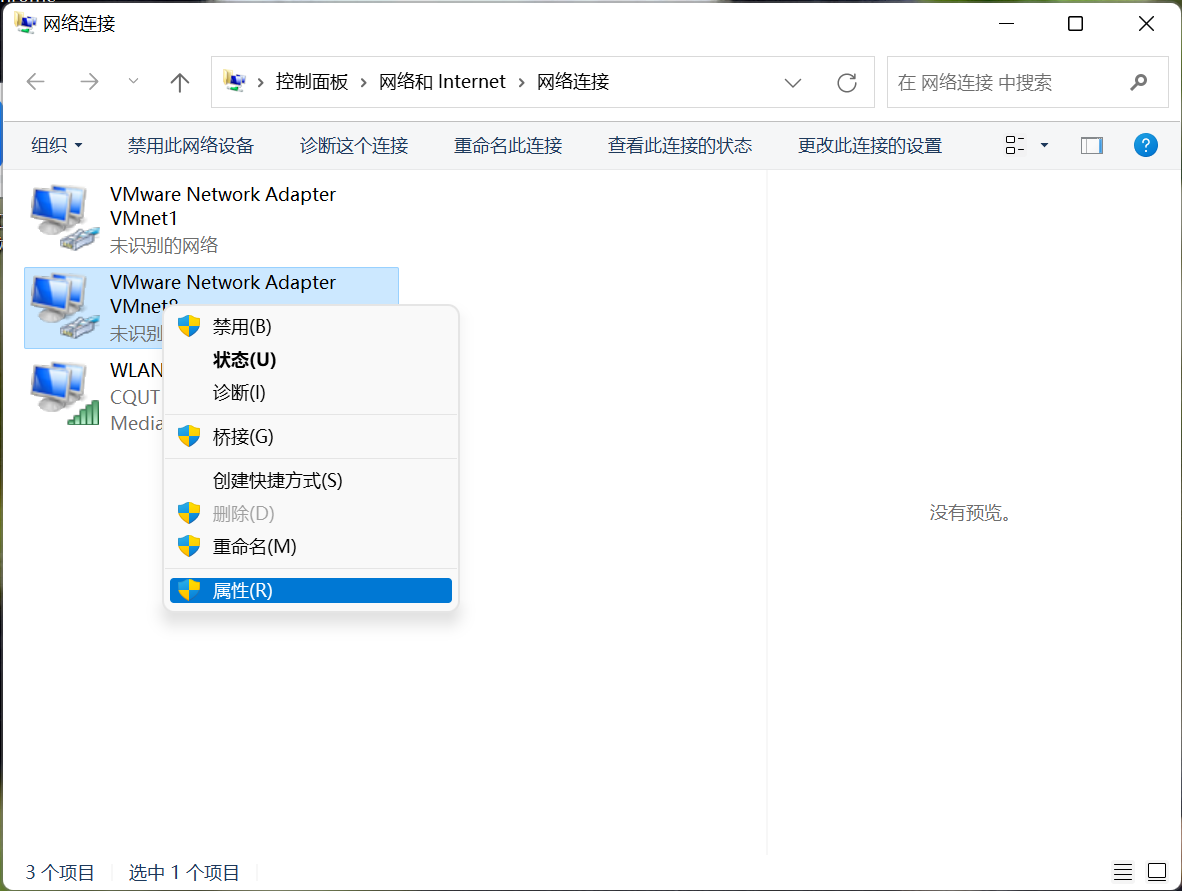 网络连接
控制面板 › 网络和 Internet › 网络连接
在 网络连接 中搜索
组织 禁用此网络设备 诊断这个连接 重命名此连接 查看此连接的状态 更改此连接的设置
VMware Network Adapter
VMnet1
未识别的网络
VMware Network Adapter
VMnet8
未识别
WLAN
CQUT
Media
禁用(B)
状态(U)
诊断(I)
桥接(G)
创建快捷方式(S)
删除(D)
重命名(M)
属性(R)
没有预览。
3 个项目 选中 1 个项目